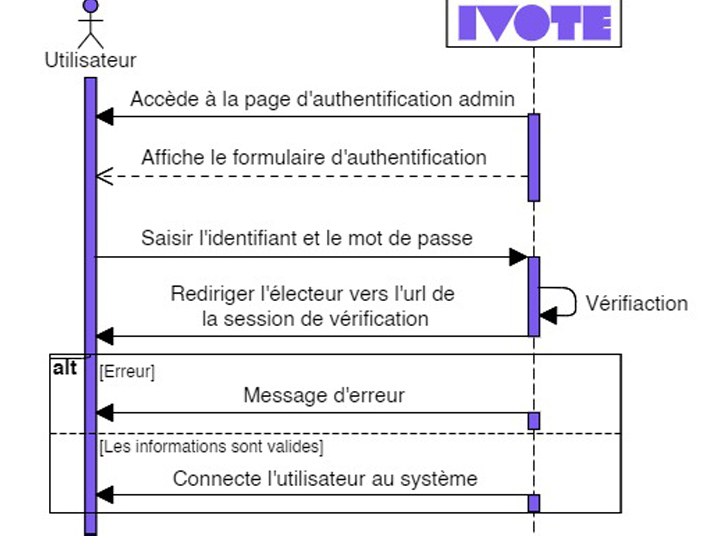 IVOTE
Utilisateur
Accède à la page d'authentification admin
Affiche le formulaire d'authentification
Saisir l'identifiant et le mot de passe
Rediriger l'électeur vers l'url de
la session de vérification
Vérifiaction
alt
[Erreur]
Message d'erreur
[Les informations sont valides]
Connecte l'utilisateur au système